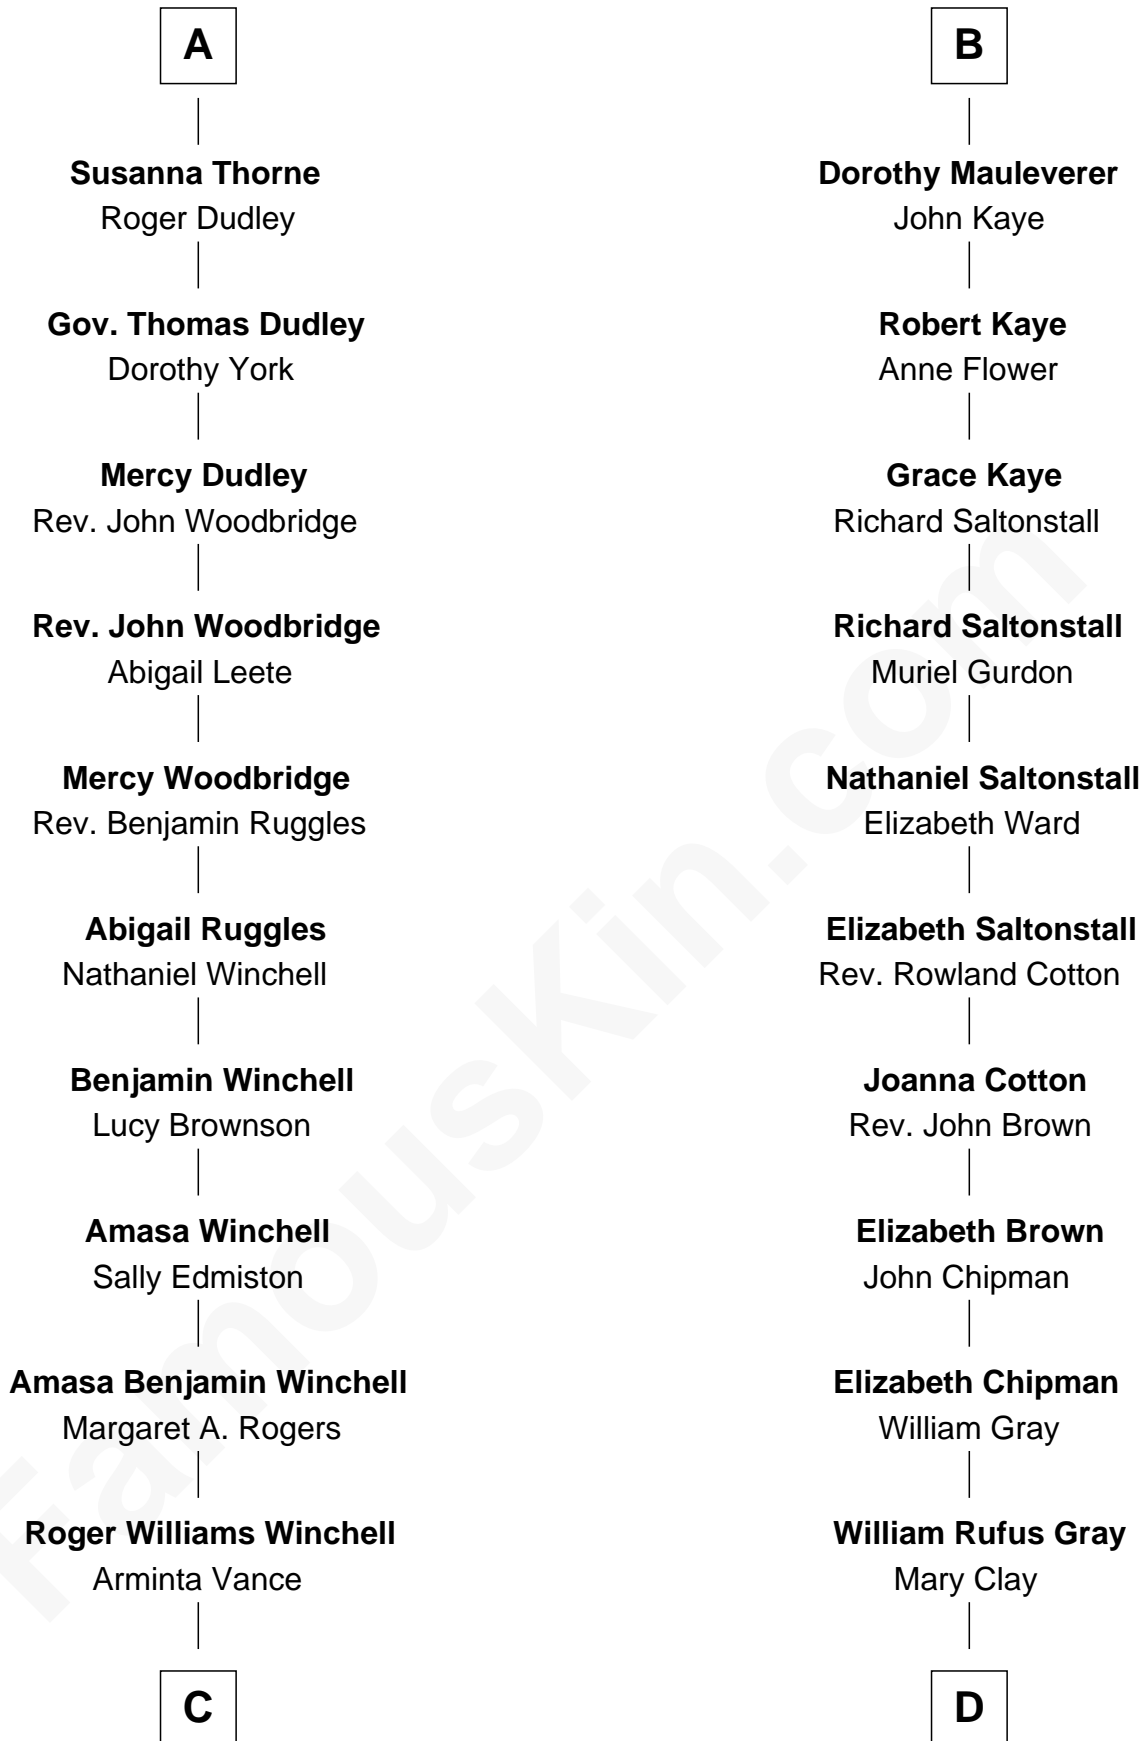 A
Susanna Thorne
Roger Dudley
Gov. Thomas Dudley
Dorothy York
Mercy Dudley
Rev. John Woodbridge
Rev. John Woodbridge
Abigail Leete
Mercy Woodbridge
Rev. Benjamin Ruggles
Abigail Ruggles
Nathaniel Winchell
Benjamin Winchell
Lucy Brownson
Amasa Winchell
Sally Edmiston
Amasa Benjamin Winchell
Margaret A. Rogers
Roger Williams Winchell
Arminta Vance
C
B
Dorothy Mauleverer
John Kaye
Robert Kaye
Anne Flower
Grace Kaye
Richard Saltonstall
Richard Saltonstall
Muriel Gurdon
Nathaniel Saltonstall
Elizabeth Ward
Elizabeth Saltonstall
Rev. Rowland Cotton
Joanna Cotton
Rev. John Brown
Elizabeth Brown
John Chipman
Elizabeth Chipman
William Gray
William Rufus Gray
Mary Clay
D
FamousKin.com